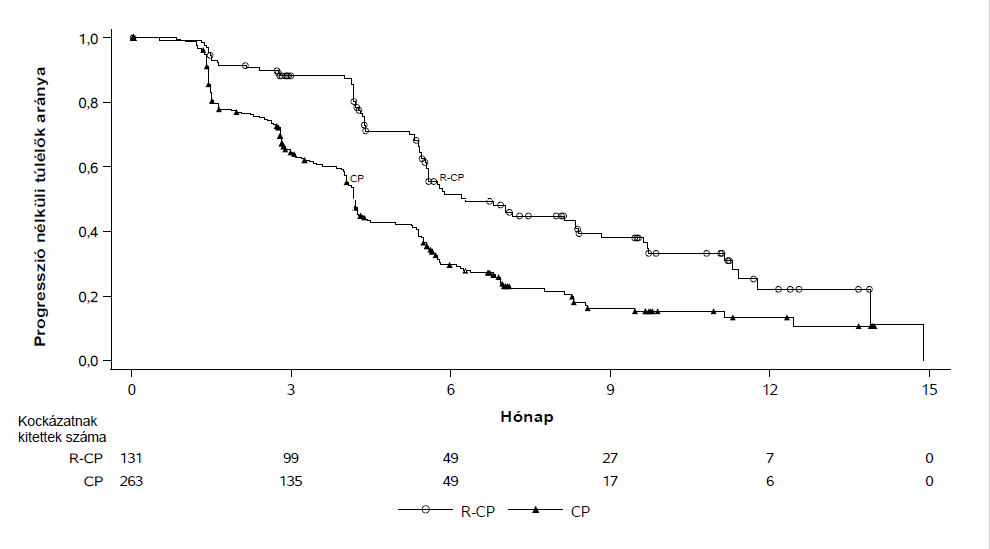 Progresszió nélküli túlélők aránya
1,0
0,8
0,6
0,4
0,2
0,0
R-CP
CP
0 3 6 9 12 15
Hónap
Kockázatnak
kitettek száma
R-CP 131 99 49 27 7 0
CP 263 135 49 17 6 0
R-CP CP